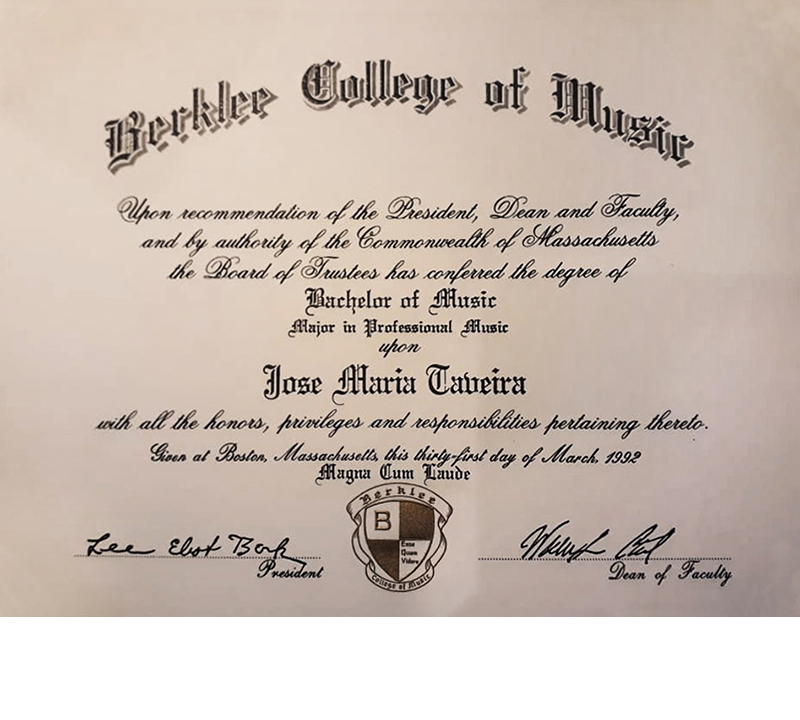 Berklee College of Music
Upon recommendation of the President, Dean and Faculty,
and by authority of the Commonwealth of Massachusetts
the Board of Trustees has conferred the degree of
Bachelor of Music
Major in Professional Music
upon
Jose Maria Taveira
with all the honors, privileges and responsibilities pertaining thereto.
Given at Boston, Massachusetts, this thirty-first day of March, 1992
Magna Cum Laude
Berklee
B
Esse
Quam
Videre
College of Music
Lee Eliot Berk
President
Dean of Faculty